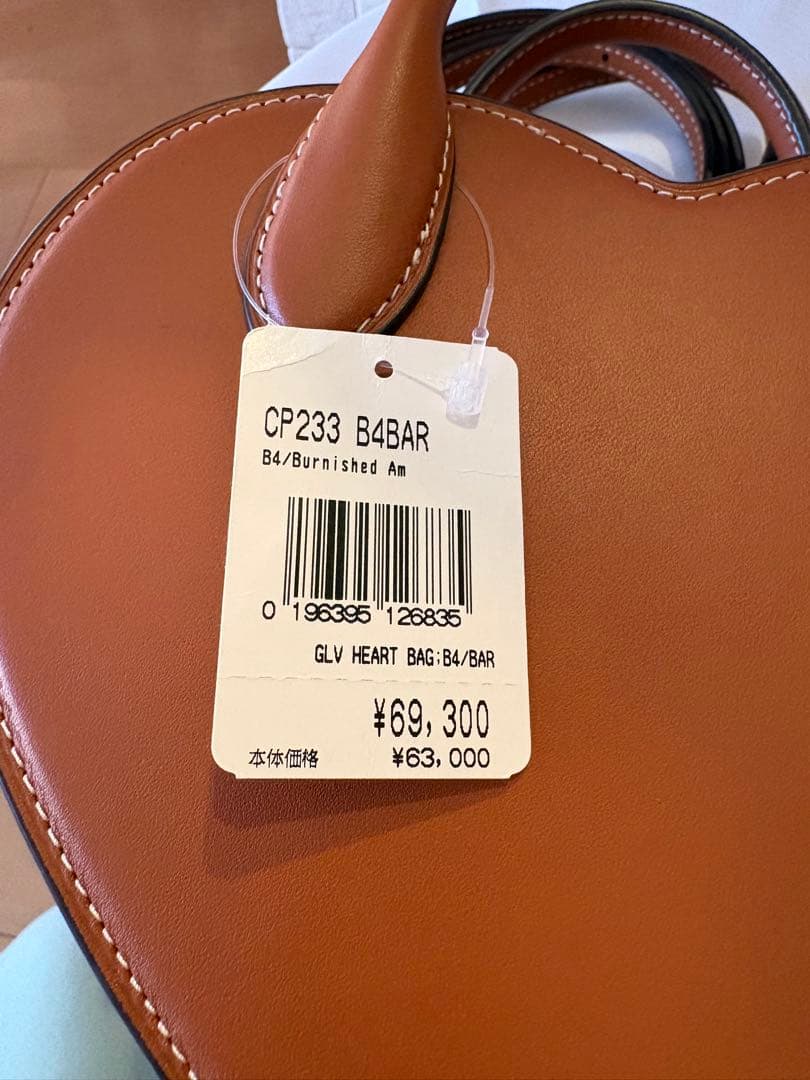 CP233 B4BAR
B4/Burnished Am
0 196395 126835
GLV HEART BAG;B4/BAR
¥69,300
本体価格 ¥63,000